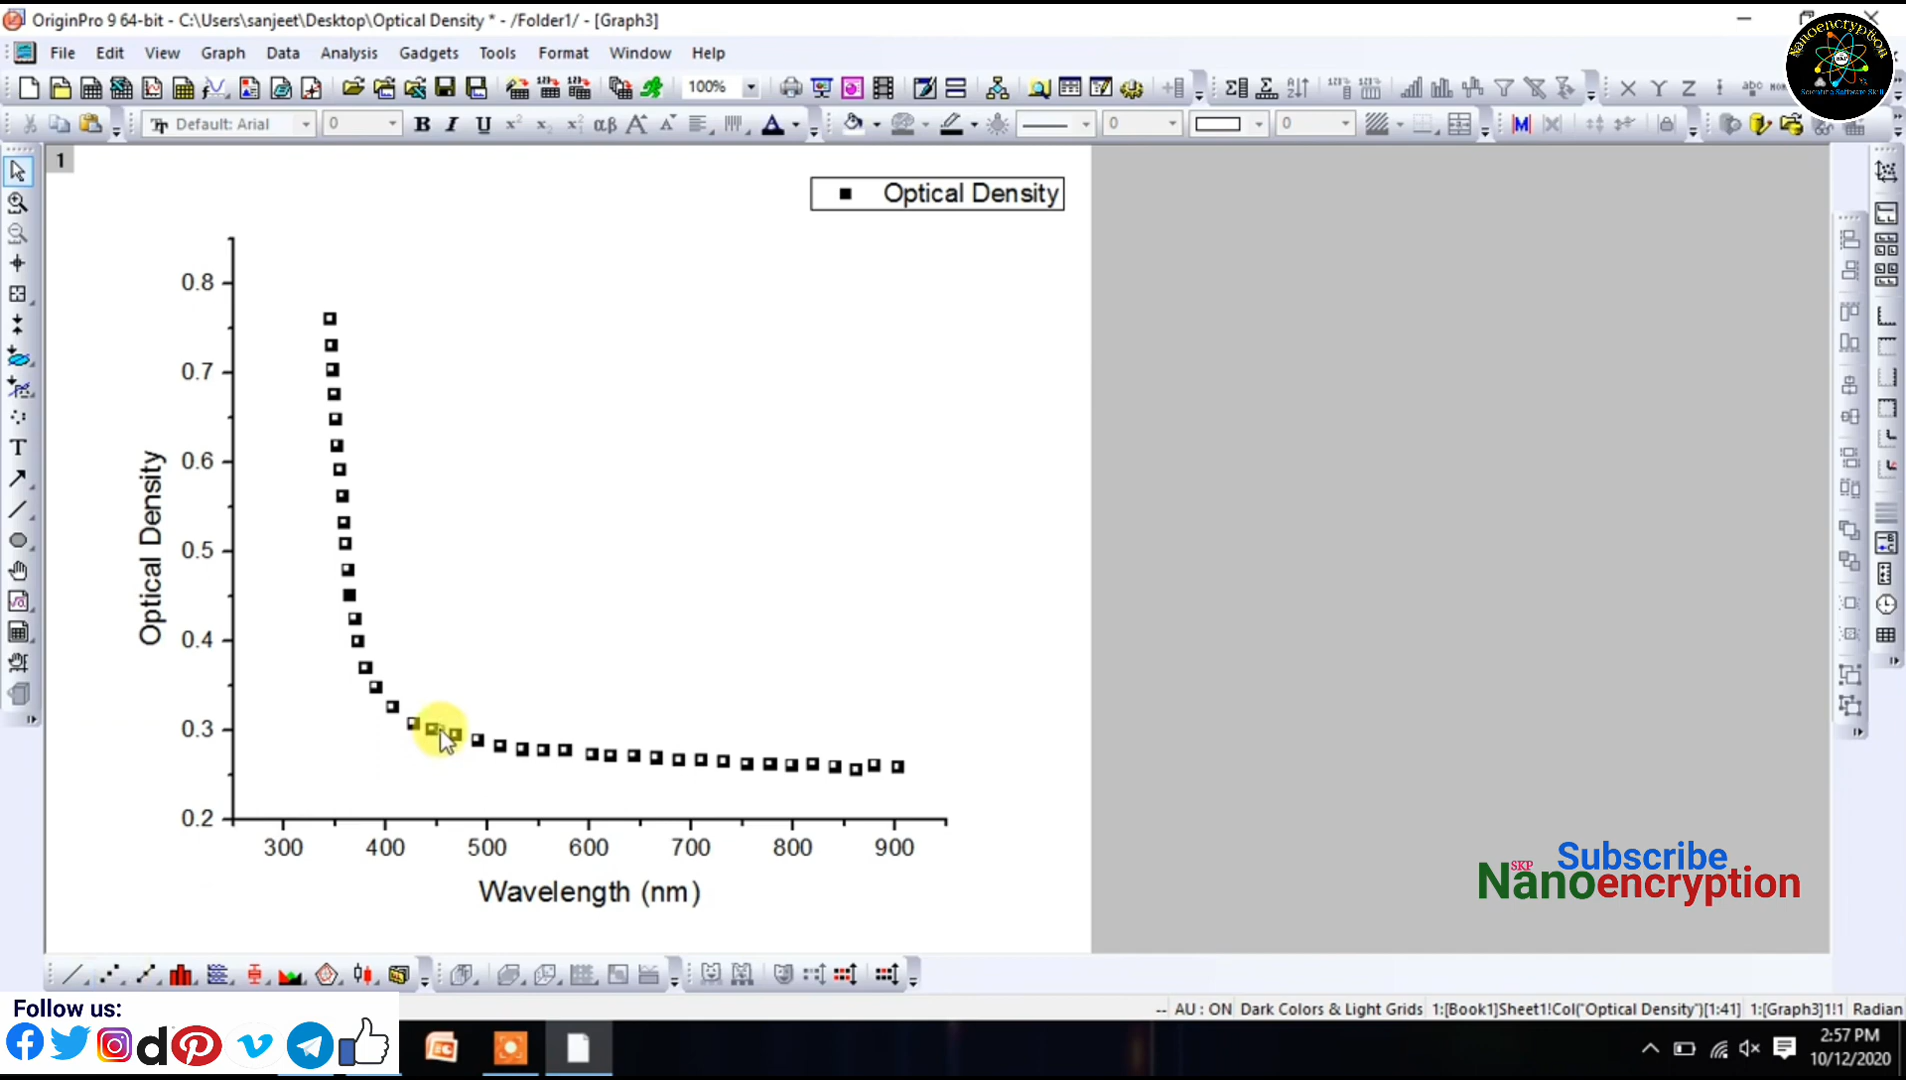 OriginPro 9 64-bit - C:\Users\sanjeet\Desktop\Optical Density * - /Folder1/ - [Graph3]
File Edit View Graph Data Analysis Gadgets Tools Format Window Help
100%
Default: Arial 0 B I U 0 0
1
Optical Density
0.8
0.7
0.6
0.5
0.4
0.3
0.2
Optical Density
300 400 500 600 700 800 900
Wavelength (nm)
Nanoencryption
SKP
Subscribe
Nanoencryption
-- AU : ON Dark Colors & Light Grids 1:[Book1]Sheet1!Col("Optical Density")[1:41] 1:[Graph3]1!1 Radian
Follow us:
2:57 PM
10/12/2020